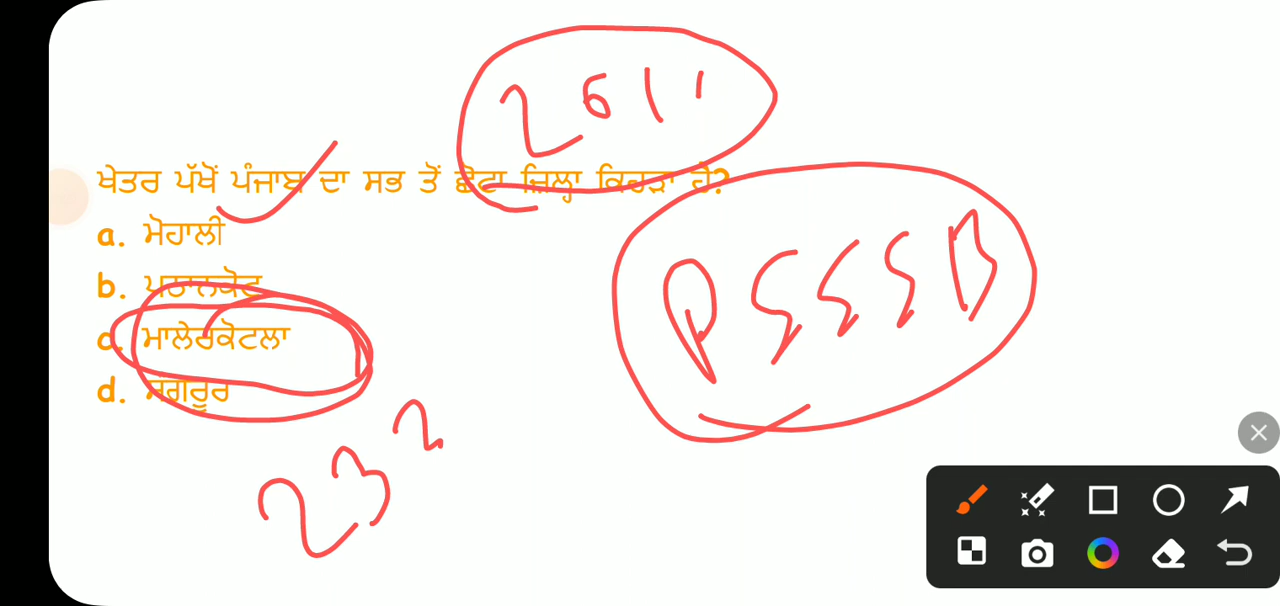 2611
ਖੇਤਰ ਪੱਖੋਂ ਪੰਜਾਬ ਦਾ ਸਭ ਤੋਂ ਛੋਟਾ ਜ਼ਿਲ੍ਹਾ ਕਿਹੜਾ ਹੈ?
a. ਮੋਹਾਲੀ
b. ਪਠਾਨਕੋਟ
c. ਮਾਲੇਰਕੋਟਲਾ
d. ਸੰਗਰੂਰ
PSSSB
232